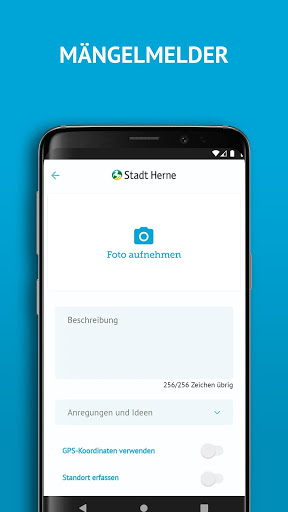 MÄNGELMELDER
Stadt Herne
Foto aufnehmen
Beschreibung
256/256 Zeichen übrig
Anregungen und Ideen
GPS-Koordinaten verwenden
Standort erfassen